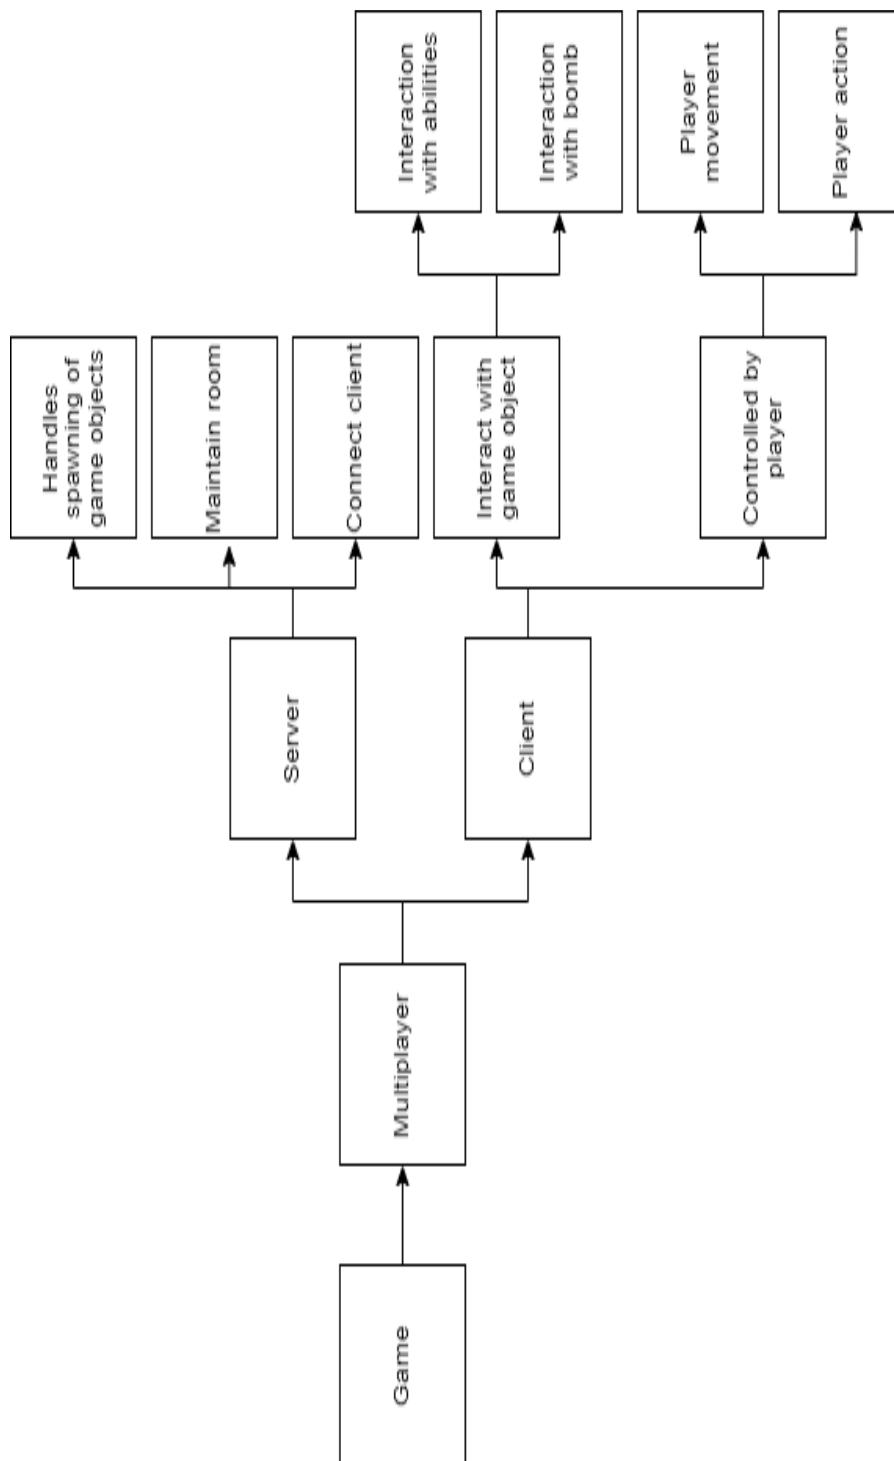 Game
Multiplayer
Server
Client
Handles
spawning of
game objects
Maintain room
Connect client
Interact with
game object
Controlled by
player
Interaction
with abilities
Interaction
with bomb
Player
movement
Player action